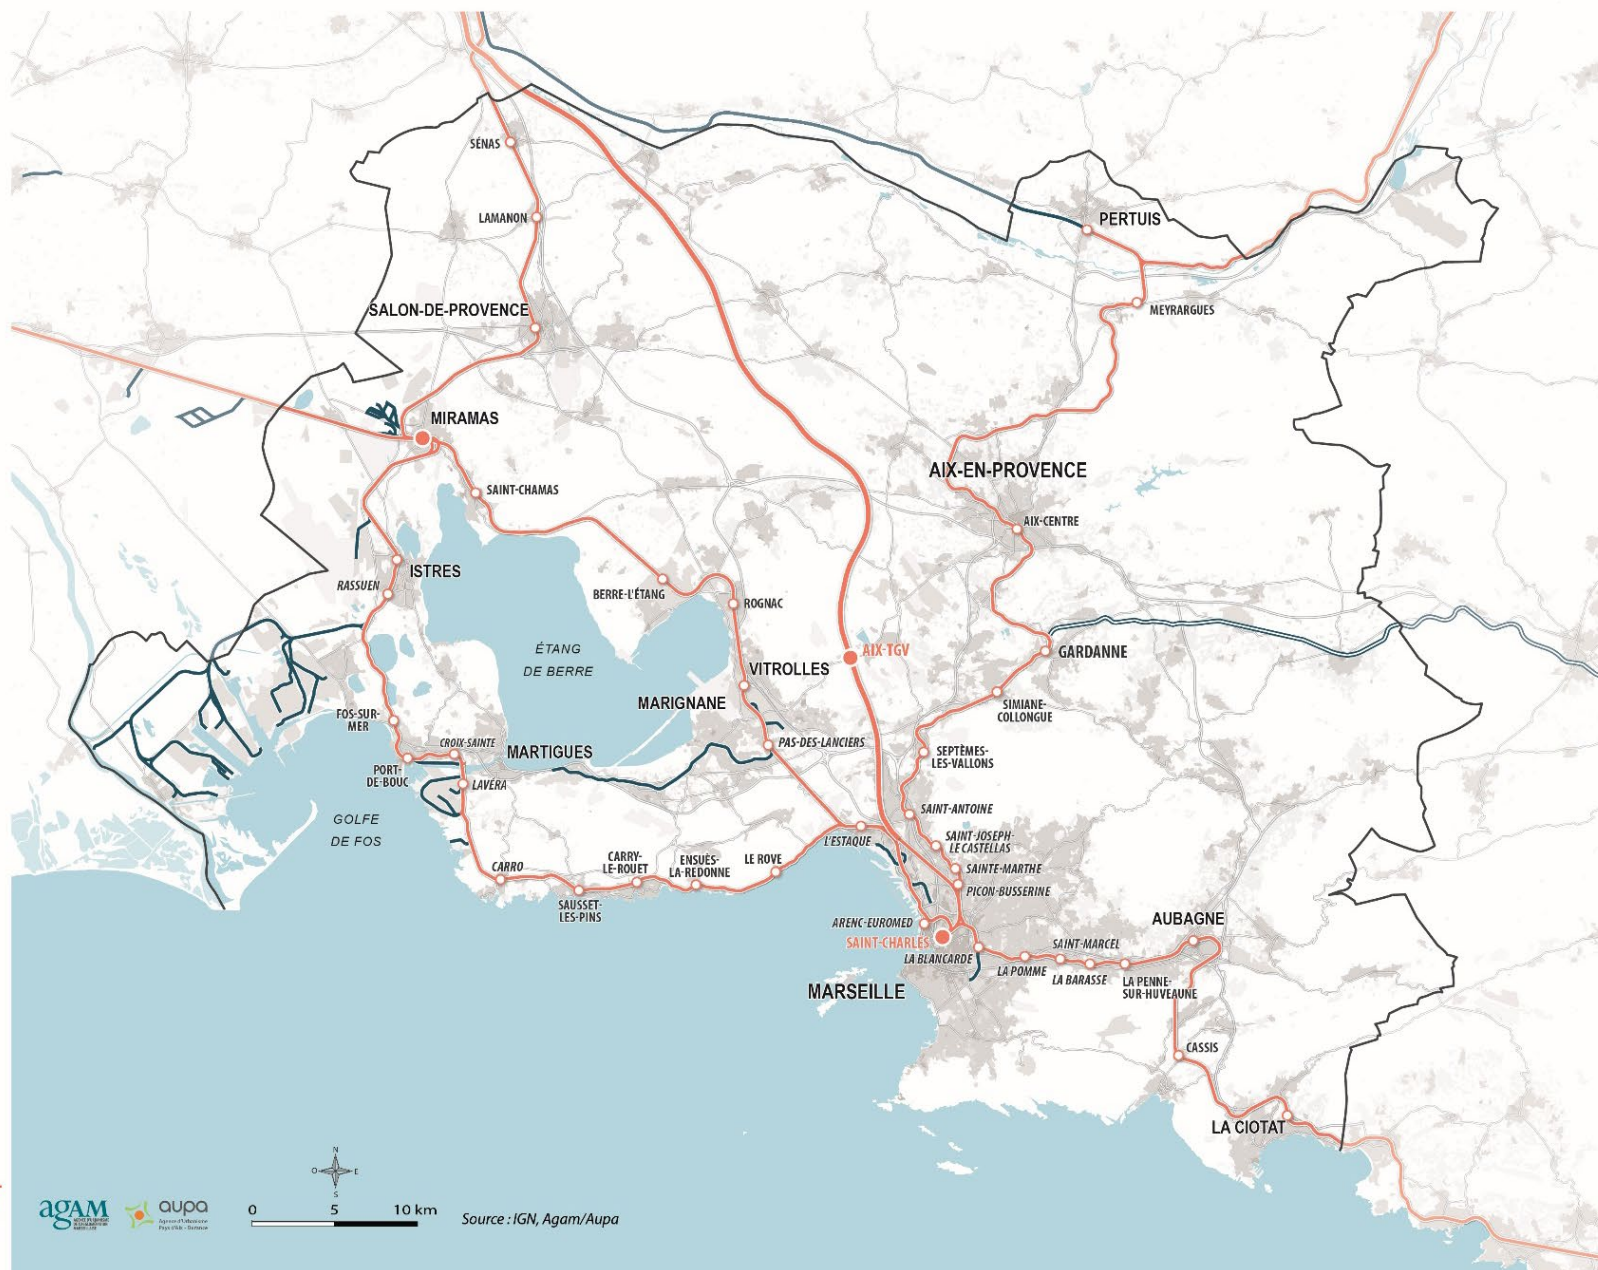 SÉNAS
LAMANON
PERTUIS
MEYRARGUES
SALON-DE-PROVENCE
MIRAMAS
AIX-EN-PROVENCE
SAINT-CHAMAS
AIX-CENTRE
ISTRES
RASSUEN
BERRE-L'ÉTANG
ROGNAC
ÉTANG
DE BERRE
AIX-TGV
GARDANNE
VITROLLES
MARIGNANE
SIMIANE-
COLLONGUE
FOS-SUR-
MER
CROIX-SAINTE
MARTIGUES
PAS-DES-LANCIERS
SEPTÈMES-
LES-VALLONS
PORT-
DE-BOUC
LAVÉRA
GOLFE
DE FOS
SAINT-ANTOINE
L'ESTAQUE
SAINT-JOSEPH-
LE CASTELLAS
SAINTE-MARTHE
PICON-BUSSERINE
CARRO
CARRY-
LE-ROUET
ENSUÈS-
LA-REDONNE
LE ROVE
SAUSSET-
LES-PINS
ARENC-EUROMED
SAINT-CHARLES
LA BLANCARDE
AUBAGNE
SAINT-MARCEL
LA POMME
LA BARASSE
LA PENNE-
SUR-HUVEAUNE
MARSEILLE
CASSIS
LA CIOTAT
N
O
E
S
agAM
aupa
Agence d'Urbanisme
Pays d'Aix - Durance
0 5 10 km
Source : IGN, Agam/Aupa